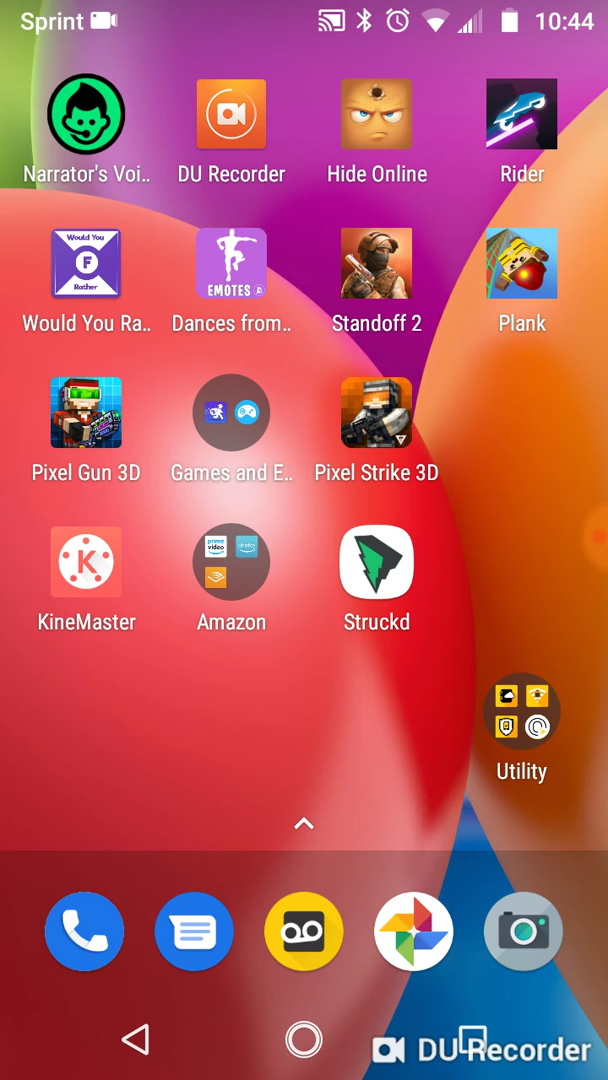 Sprint 10:44
Narrator's Voi.. DU Recorder Hide Online Rider
Would You
F
Rather
EMOTES
Would You Ra.. Dances from.. Standoff 2 Plank
Pixel Gun 3D Games and E.. Pixel Strike 3D
K
prime
video
KineMaster Amazon Struckd
Utility
DU Recorder